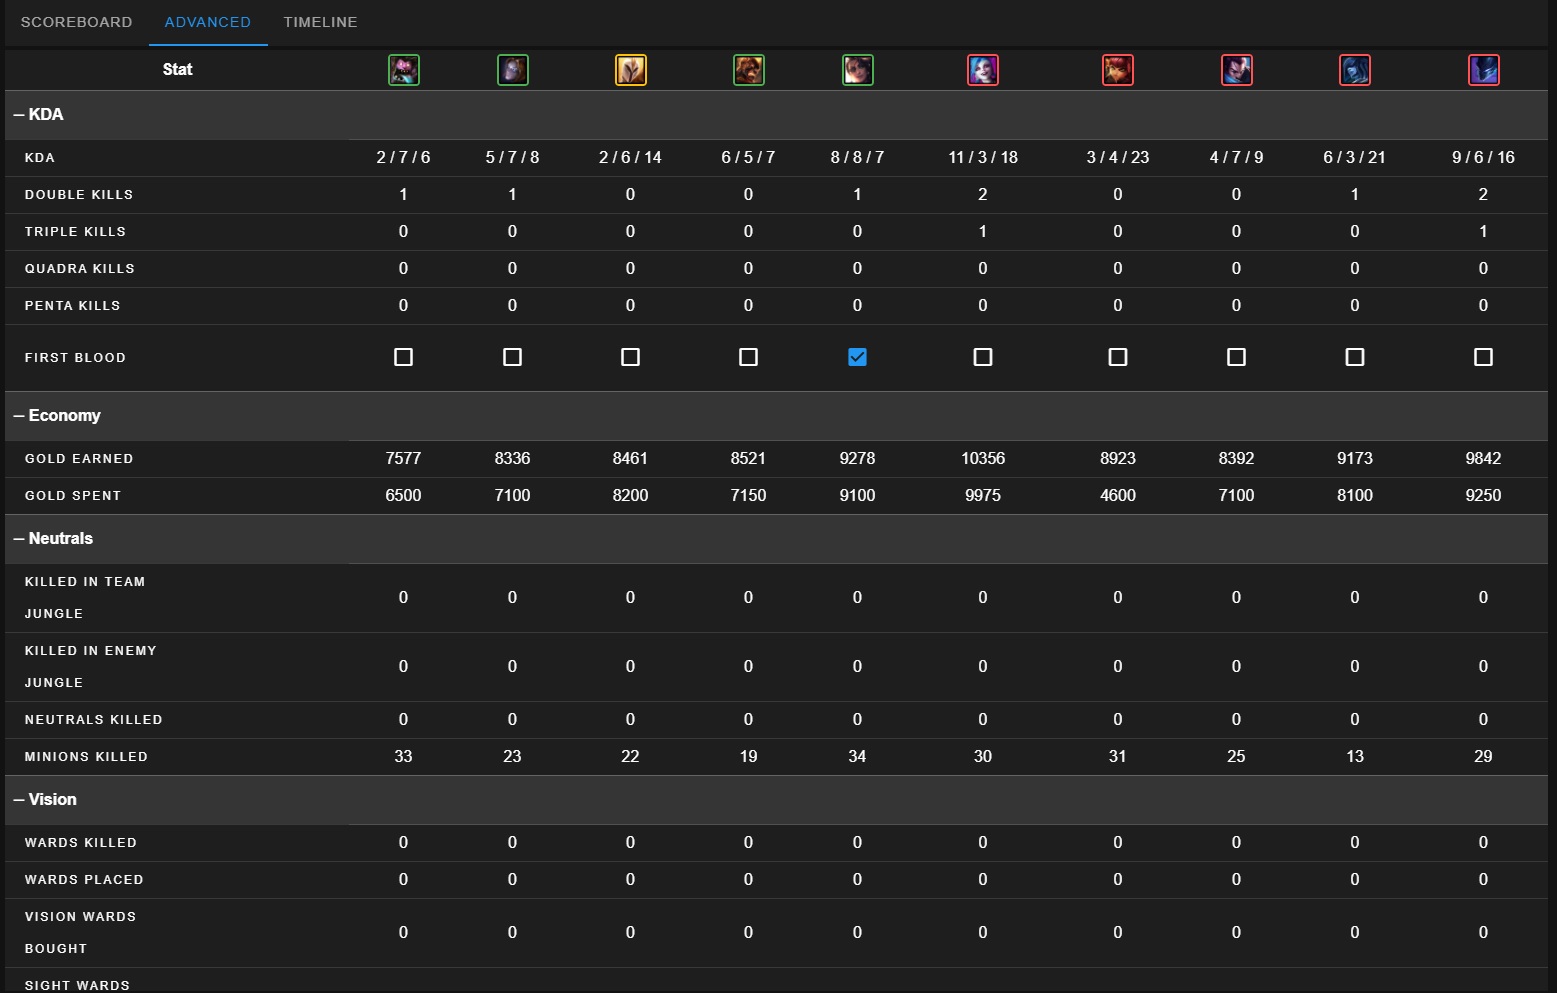 SCOREBOARD ADVANCED TIMELINE
Stat
– KDA
KDA 2 / 7 / 6 5 / 7 / 8 2 / 6 / 14 6 / 5 / 7 8 / 8 / 7 11 / 3 / 18 3 / 4 / 23 4 / 7 / 9 6 / 3 / 21 9 / 6 / 16
DOUBLE KILLS 1 1 0 0 1 2 0 0 1 2
TRIPLE KILLS 0 0 0 0 0 1 0 0 0 1
QUADRA KILLS 0 0 0 0 0 0 0 0 0 0
PENTA KILLS 0 0 0 0 0 0 0 0 0 0
FIRST BLOOD
– Economy
GOLD EARNED 7577 8336 8461 8521 9278 10356 8923 8392 9173 9842
GOLD SPENT 6500 7100 8200 7150 9100 9975 4600 7100 8100 9250
– Neutrals
KILLED IN TEAM
JUNGLE 0 0 0 0 0 0 0 0 0 0
KILLED IN ENEMY
JUNGLE 0 0 0 0 0 0 0 0 0 0
NEUTRALS KILLED 0 0 0 0 0 0 0 0 0 0
MINIONS KILLED 33 23 22 19 34 30 31 25 13 29
– Vision
WARDS KILLED 0 0 0 0 0 0 0 0 0 0
WARDS PLACED 0 0 0 0 0 0 0 0 0 0
VISION WARDS
BOUGHT 0 0 0 0 0 0 0 0 0 0
SIGHT WARDS